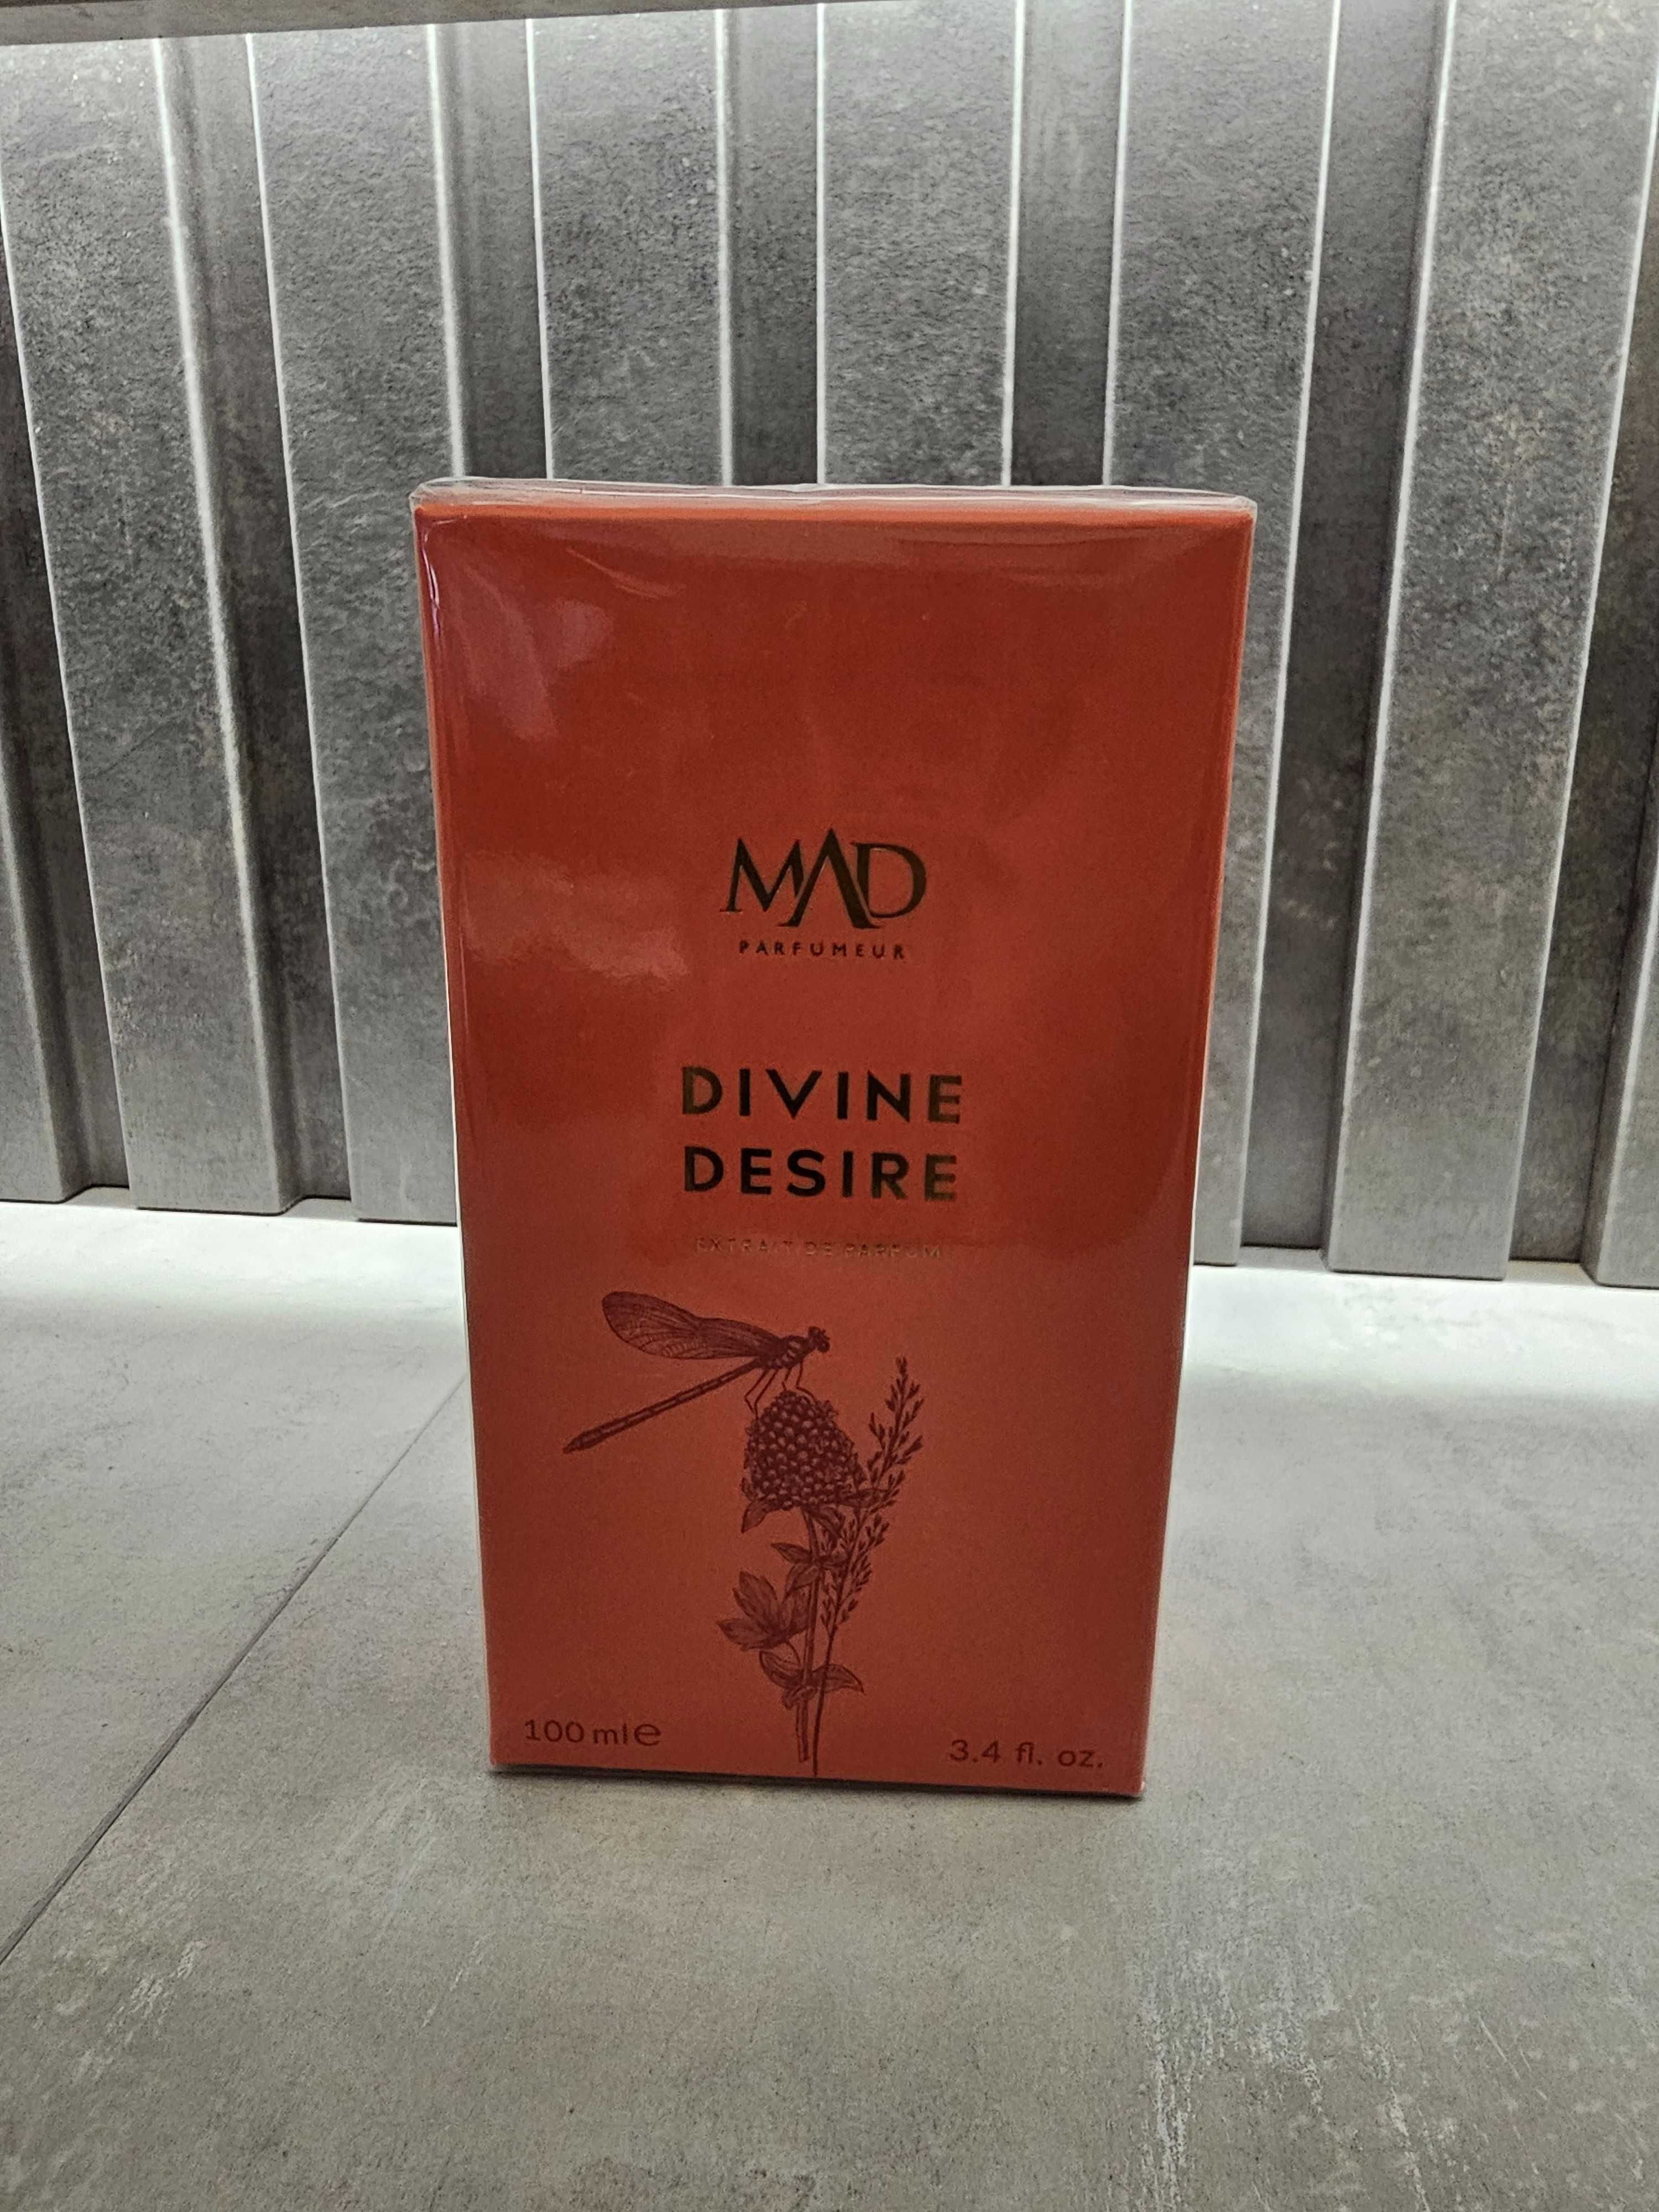 MAD
PARFUMEUR
DIVINE
DESIRE
EXTRAIT DE PARFUM
100 ml e
3.4 fl. oz.